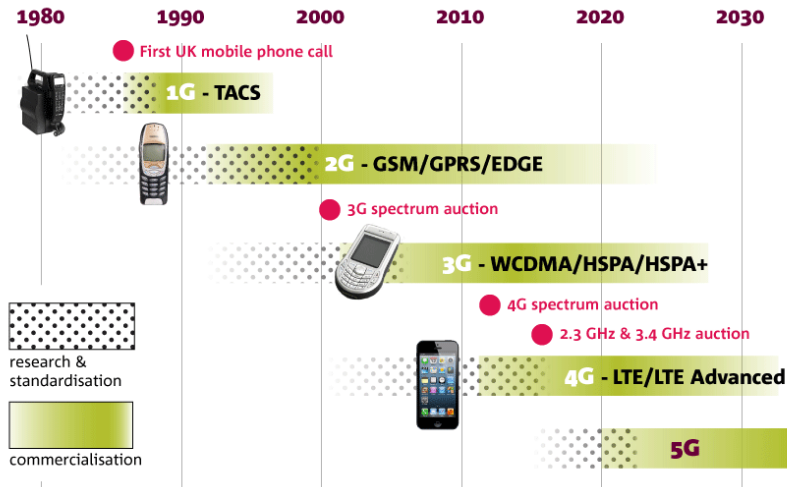 1980 1990 2000 2010 2020 2030
First UK mobile phone call
1G - TACS
2G - GSM/GPRS/EDGE
3G spectrum auction
3G - WCDMA/HSPA/HSPA+
4G spectrum auction
2.3 GHz & 3.4 GHz auction
research &
standardisation
4G - LTE/LTE Advanced
commercialisation
5G